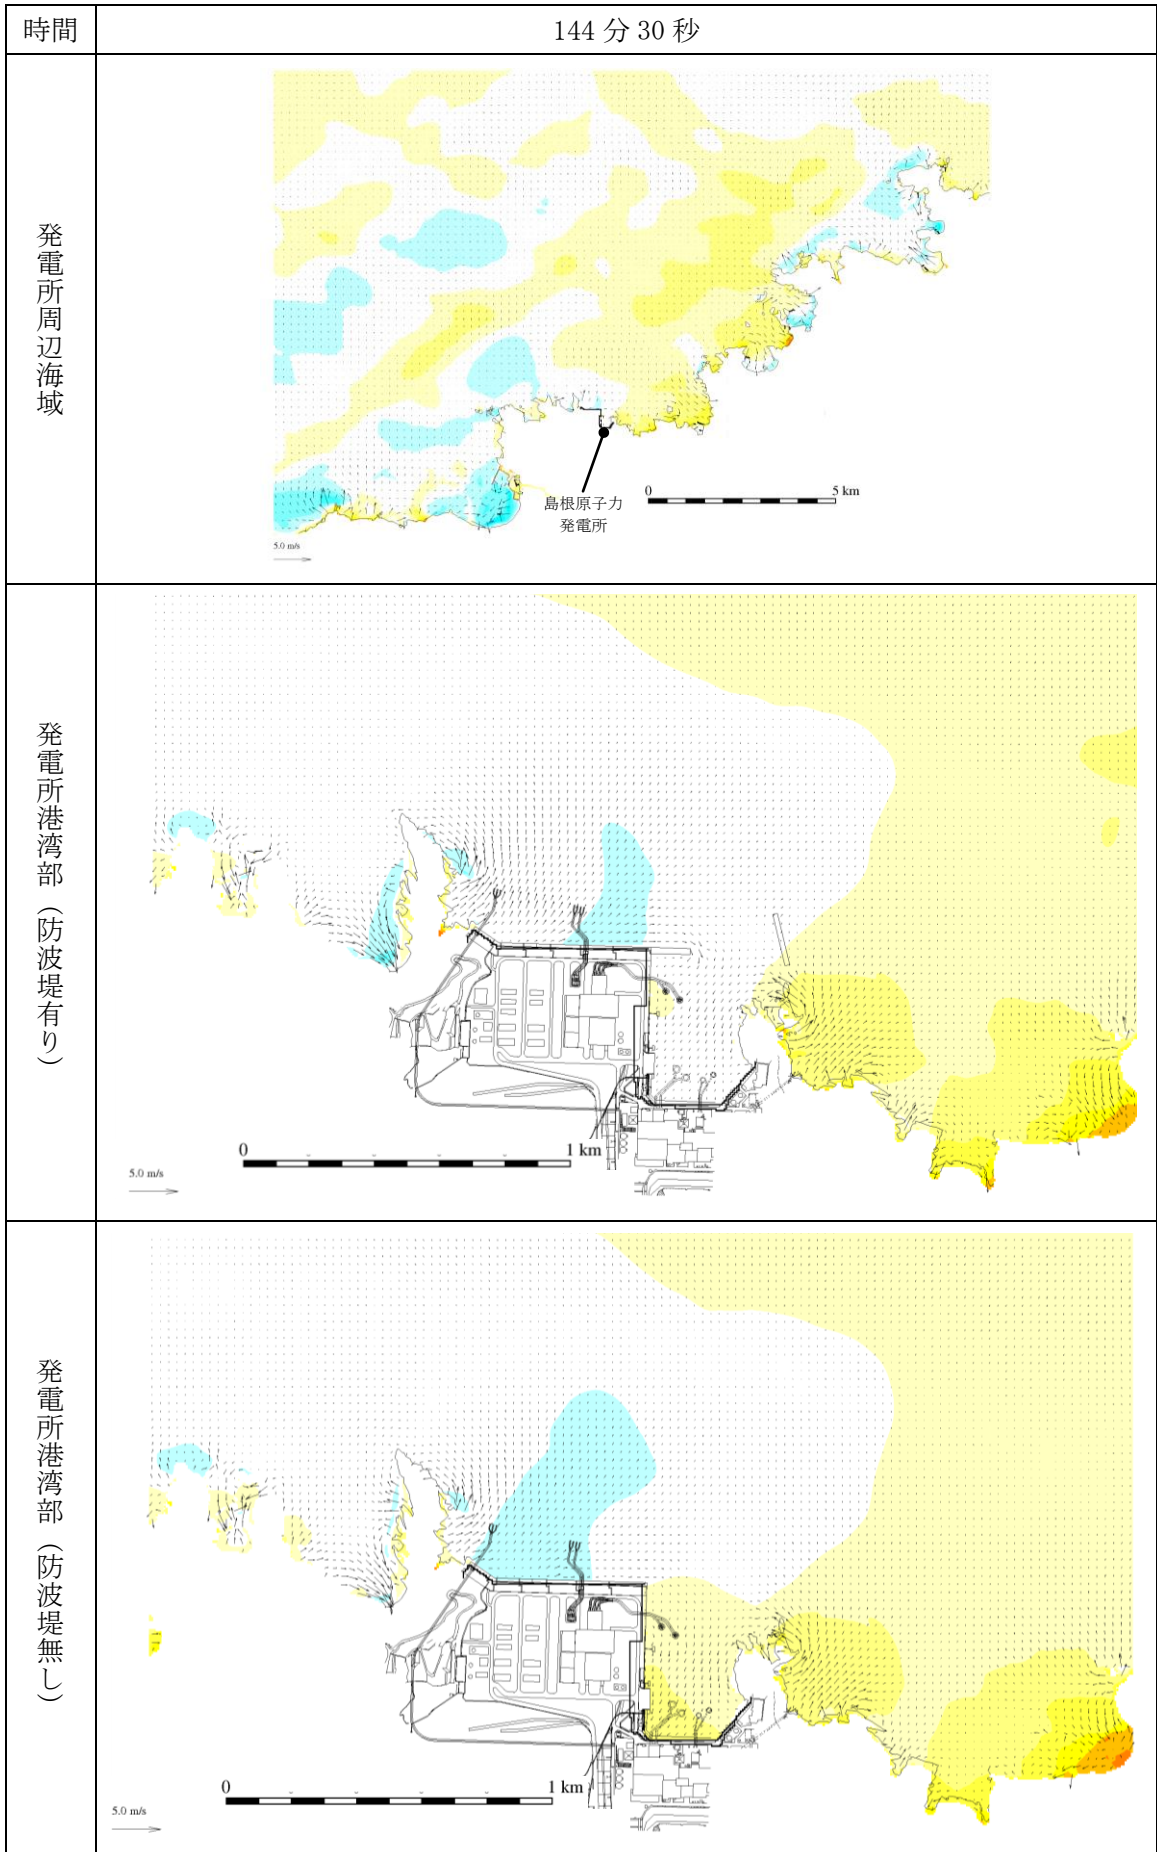 時間
144 分 30 秒
発電所周辺海域
島根原子力
発電所
0
5 km
5.0 m/s
発電所港湾部（防波堤有り）
0
1 km
5.0 m/s
発電所港湾部（防波堤無し）
0
1 km
5.0 m/s